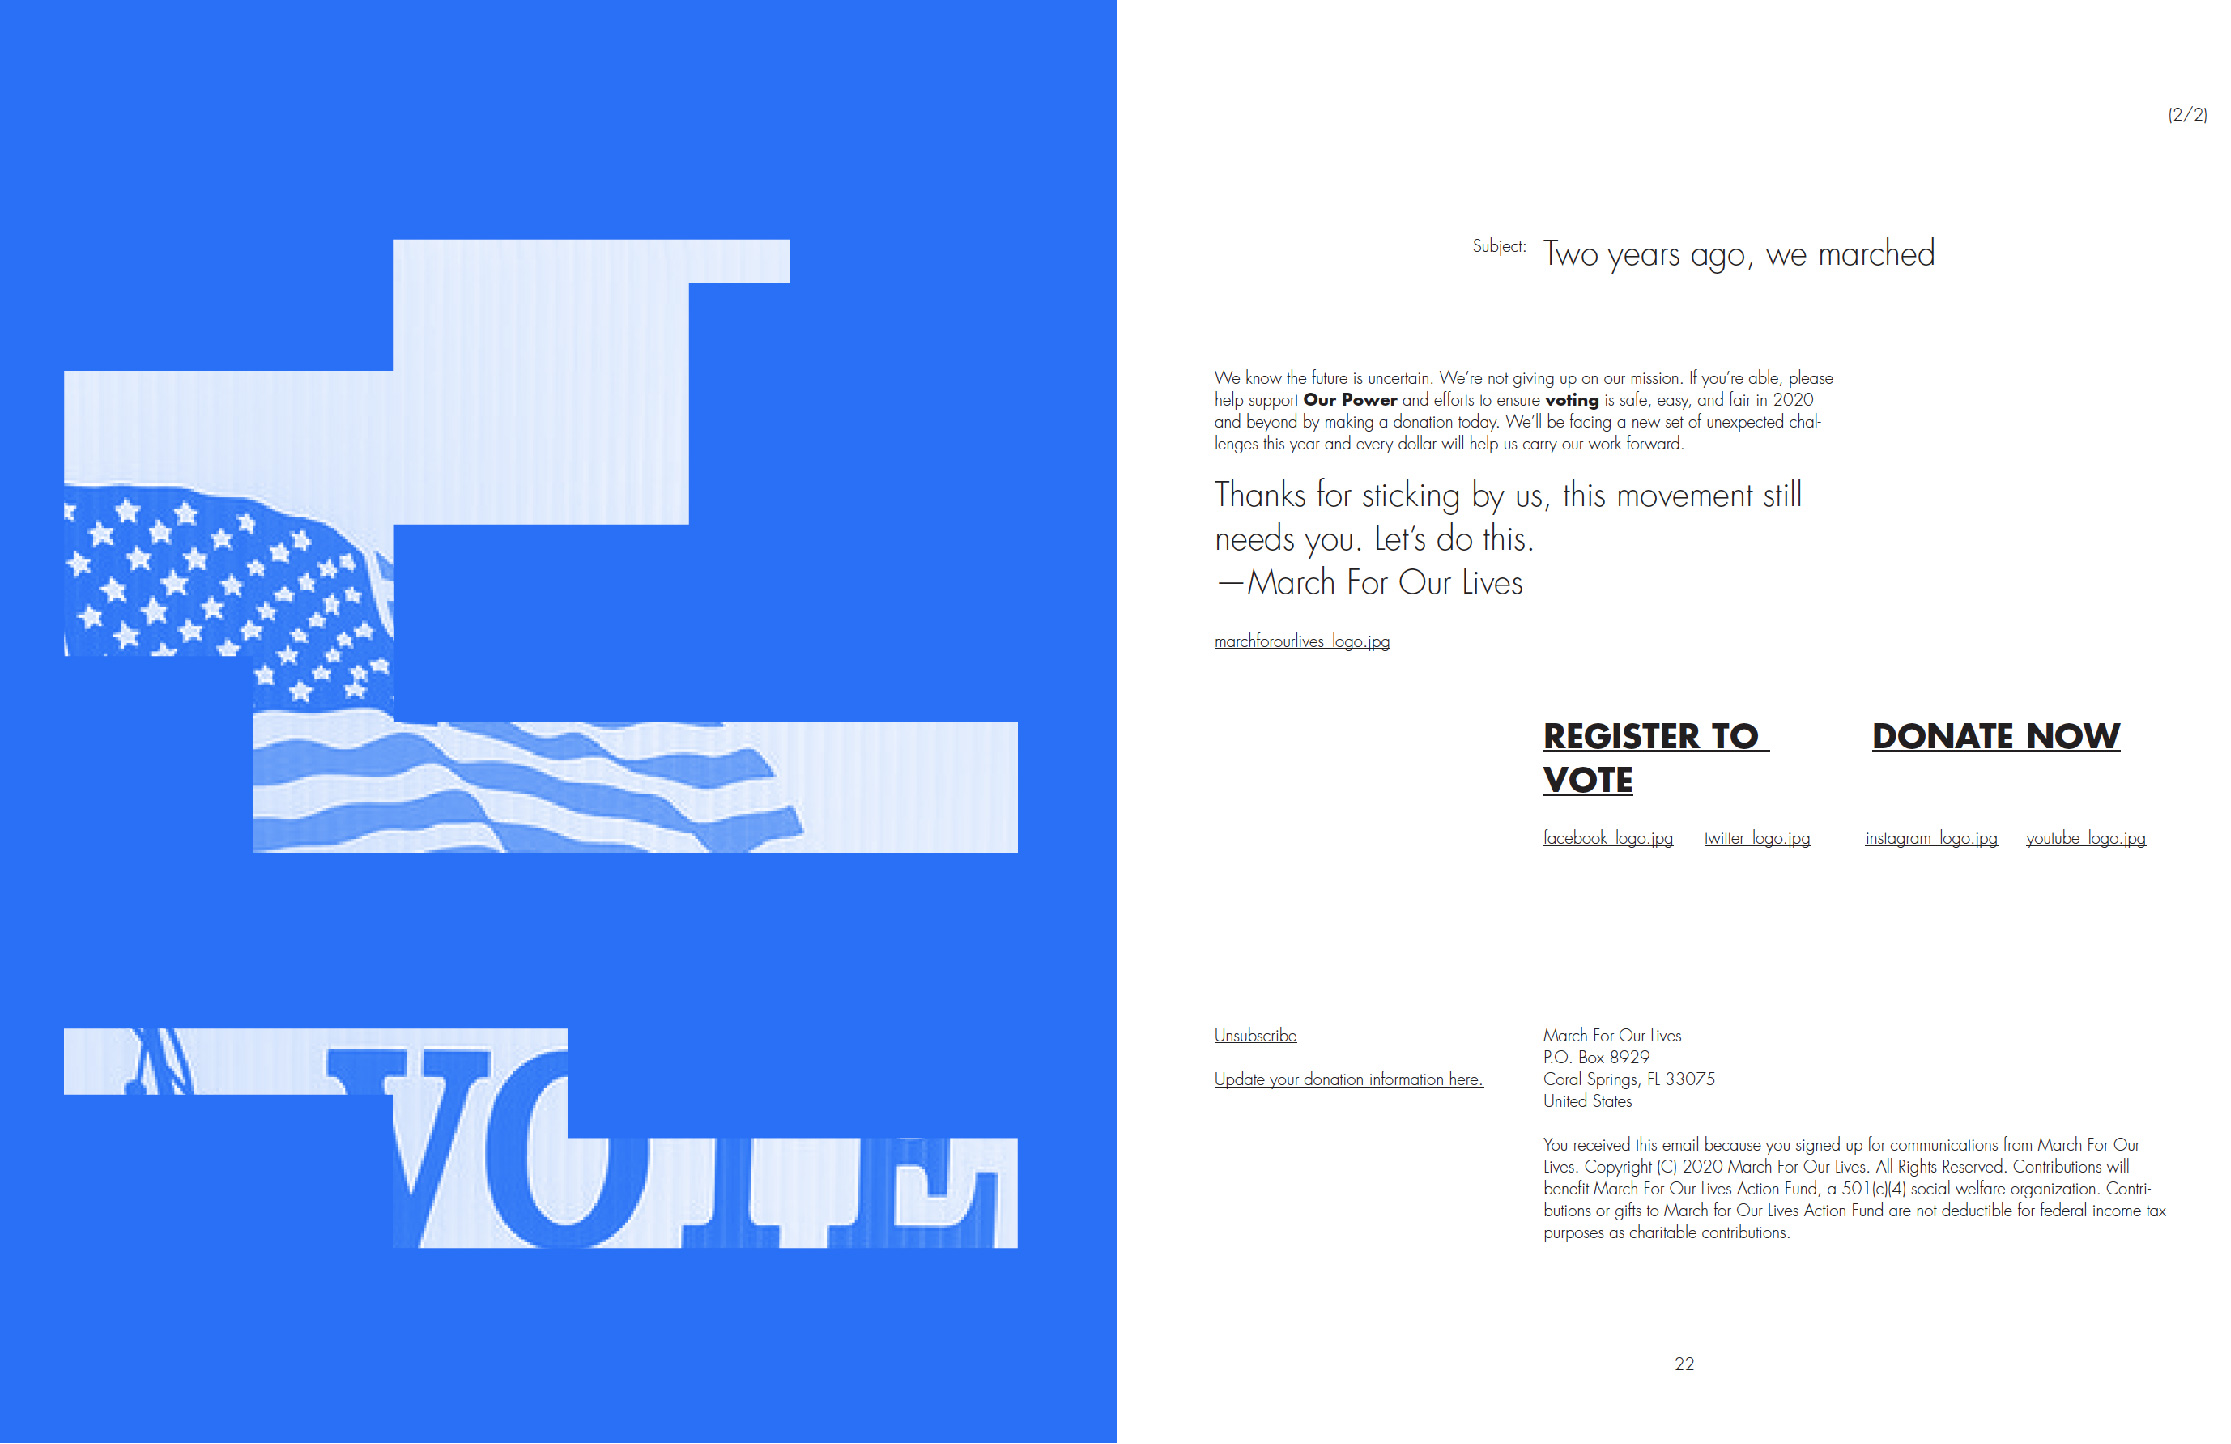 VOTE
(2/2)
Subject: Two years ago, we marched
We know the future is uncertain. We're not giving up on our mission. If you're able, please
help support Our Power and efforts to ensure voting is safe, easy, and fair in 2020
and beyond by making a donation today. We'll be facing a new set of unexpected chal-
lenges this year and every dollar will help us carry our work forward.
Thanks for sticking by us, this movement still
needs you. Let's do this.
—March For Our Lives
marchforourlives_logo.jpg
REGISTER TO
VOTE
DONATE NOW
facebook_logo.jpg twitter_logo.jpg instagram_logo.jpg youtube_logo.jpg
Unsubscribe
Update your donation information here.
March For Our Lives
P.O. Box 8929
Coral Springs, FL 33075
United States
You received this email because you signed up for communications from March For Our
Lives. Copyright (C) 2020 March For Our Lives. All Rights Reserved. Contributions will
benefit March For Our Lives Action Fund, a 501(c)(4) social welfare organization. Contri-
butions or gifts to March for Our Lives Action Fund are not deductible for federal income tax
purposes as charitable contributions.
22